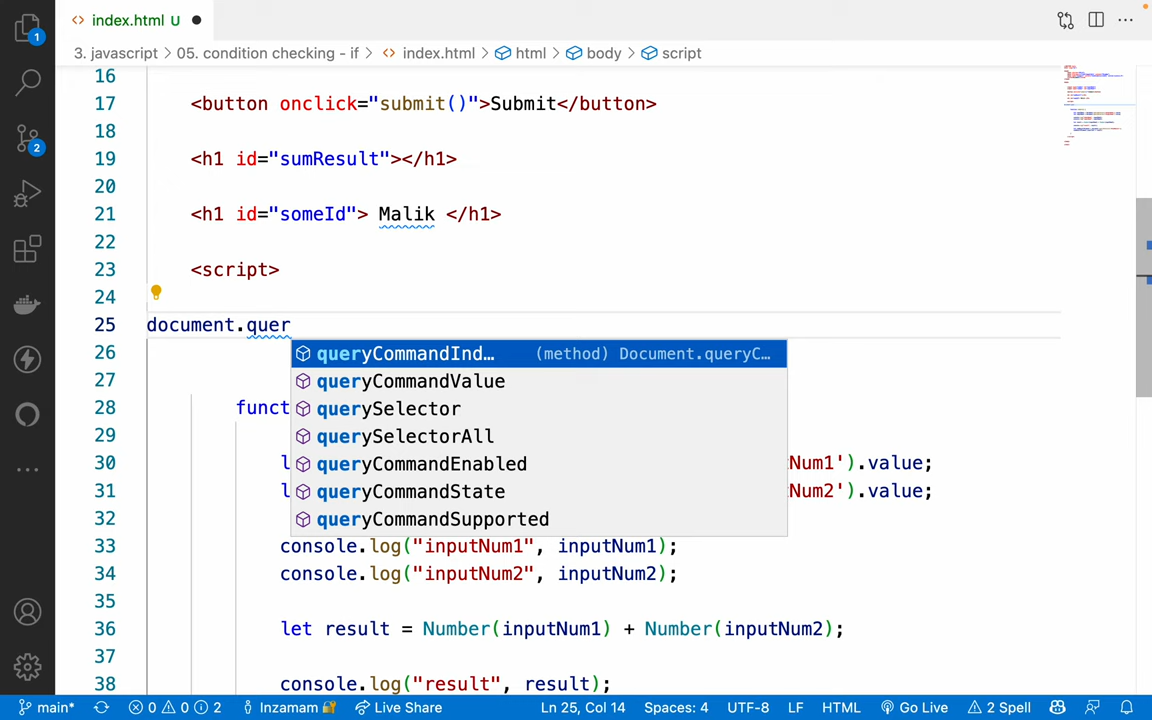 index.html U
3. javascript > 05. condition checking - if > index.html > html > body > script
16
17 <button onclick="submit()">Submit</button>
18
19 <h1 id="sumResult"></h1>
20
21 <h1 id="someId"> Malik </h1>
22
23 <script>
24
25 document.quer
26 queryCommandInd... (method) Document.queryC...
27 queryCommandValue
querySelector
28 funct
29 querySelectorAll
30 l queryCommandEnabled tNum1').value;
31 l queryCommandState tNum2').value;
32 queryCommandSupported
33 console.log("inputNum1", inputNum1);
34 console.log("inputNum2", inputNum2);
35
36 let result = Number(inputNum1) + Number(inputNum2);
37
38 console.log("result", result);
1
2
main* 0 0 2 Inzamam Live Share Ln 25, Col 14 Spaces: 4 UTF-8 LF HTML Go Live 2 Spell